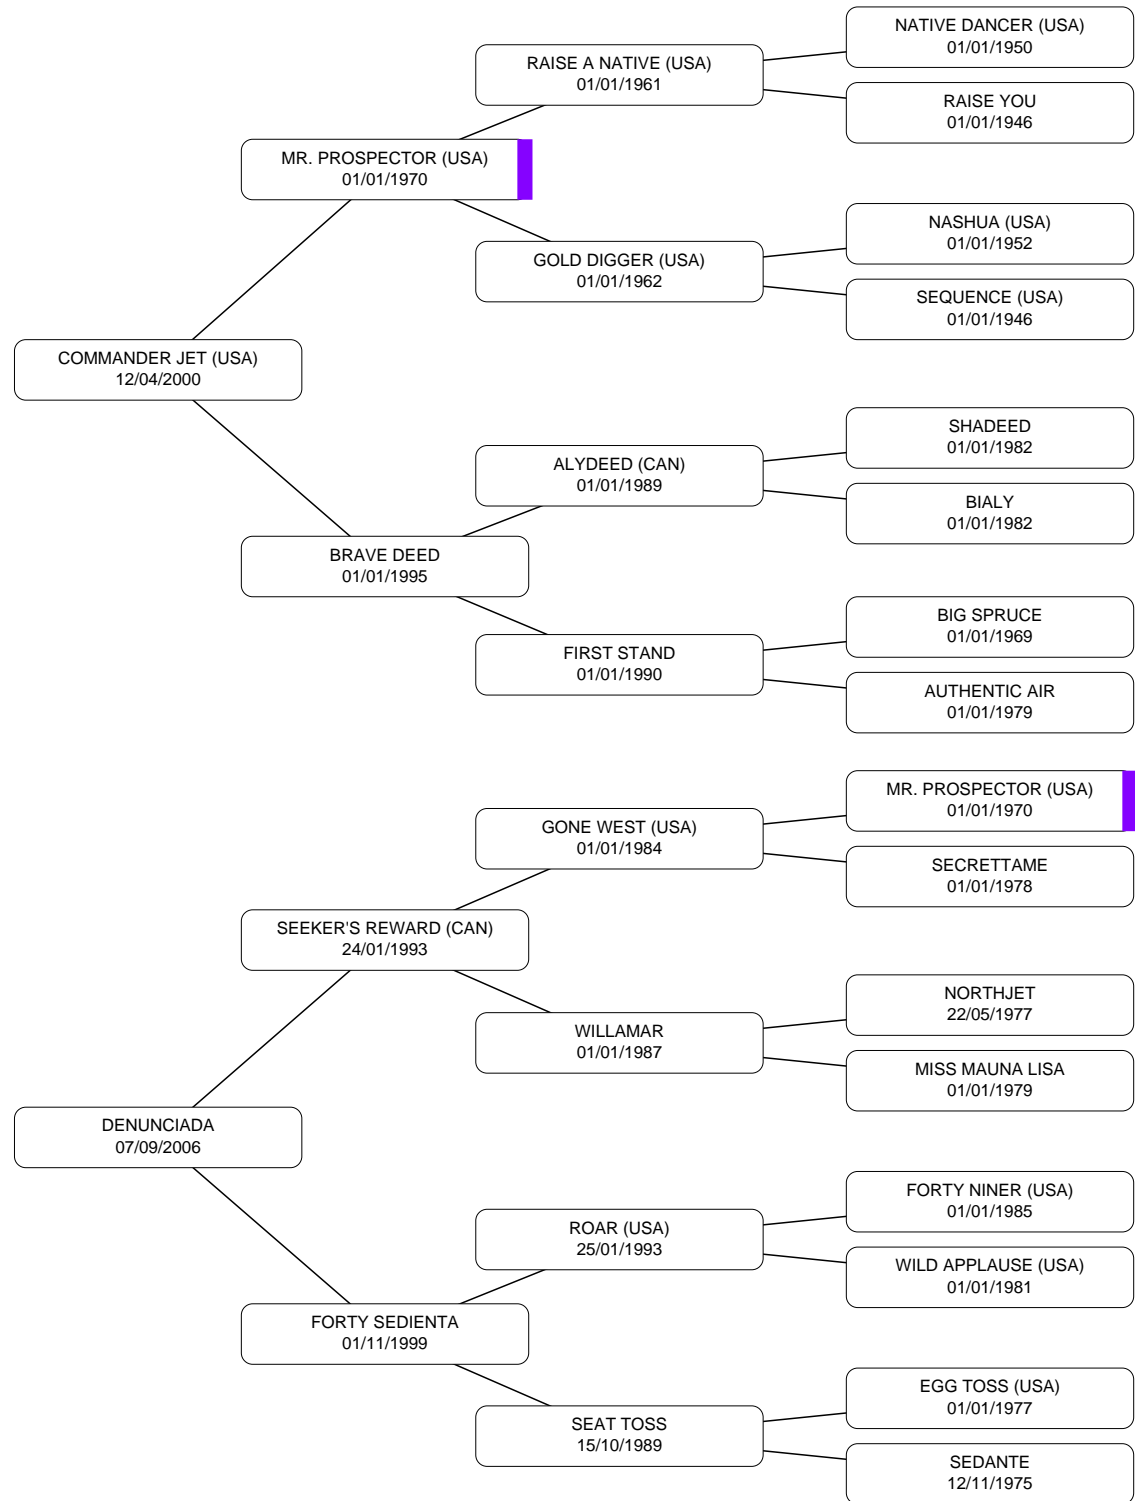 NATIVE DANCER (USA)
01/01/1950
RAISE A NATIVE (USA)
01/01/1961
RAISE YOU
01/01/1946
MR. PROSPECTOR (USA)
01/01/1970
NASHUA (USA)
01/01/1952
GOLD DIGGER (USA)
01/01/1962
SEQUENCE (USA)
01/01/1946
COMMANDER JET (USA)
12/04/2000
SHADEED
01/01/1982
ALYDEED (CAN)
01/01/1989
BIALY
01/01/1982
BRAVE DEED
01/01/1995
BIG SPRUCE
01/01/1969
FIRST STAND
01/01/1990
AUTHENTIC AIR
01/01/1979
MR. PROSPECTOR (USA)
01/01/1970
GONE WEST (USA)
01/01/1984
SECRETTAME
01/01/1978
SEEKER'S REWARD (CAN)
24/01/1993
NORTHJET
22/05/1977
WILLAMAR
01/01/1987
MISS MAUNA LISA
01/01/1979
DENUNCIADA
07/09/2006
FORTY NINER (USA)
01/01/1985
ROAR (USA)
25/01/1993
WILD APPLAUSE (USA)
01/01/1981
FORTY SEDIENTA
01/11/1999
EGG TOSS (USA)
01/01/1977
SEAT TOSS
15/10/1989
SEDANTE
12/11/1975